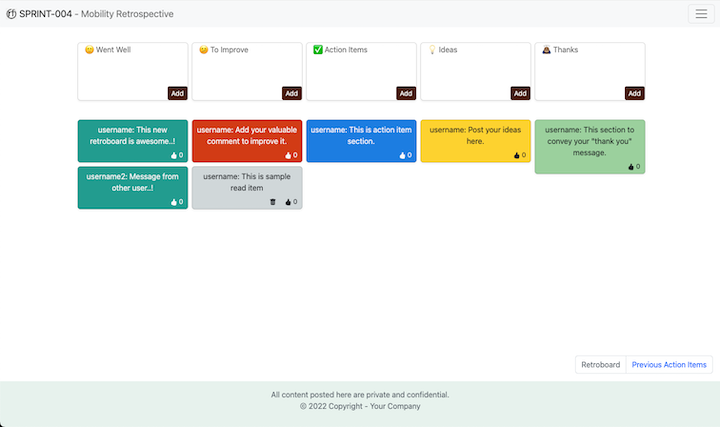 SPRINT-004 - Mobility Retrospective
Went Well
To Improve
Action Items
Ideas
Thanks
Add
Add
Add
Add
Add
username: This new
retroboard is awesome..!
0
username: Add your valuable
comment to improve it.
0
username: This is action item
section.
0
username: Post your ideas
here.
0
username: This section to
convey your "thank you"
message.
0
username2: Message from
other user..!
0
username: This is sample
read item
0
Retroboard
Previous Action Items
All content posted here are private and confidential.
© 2022 Copyright - Your Company